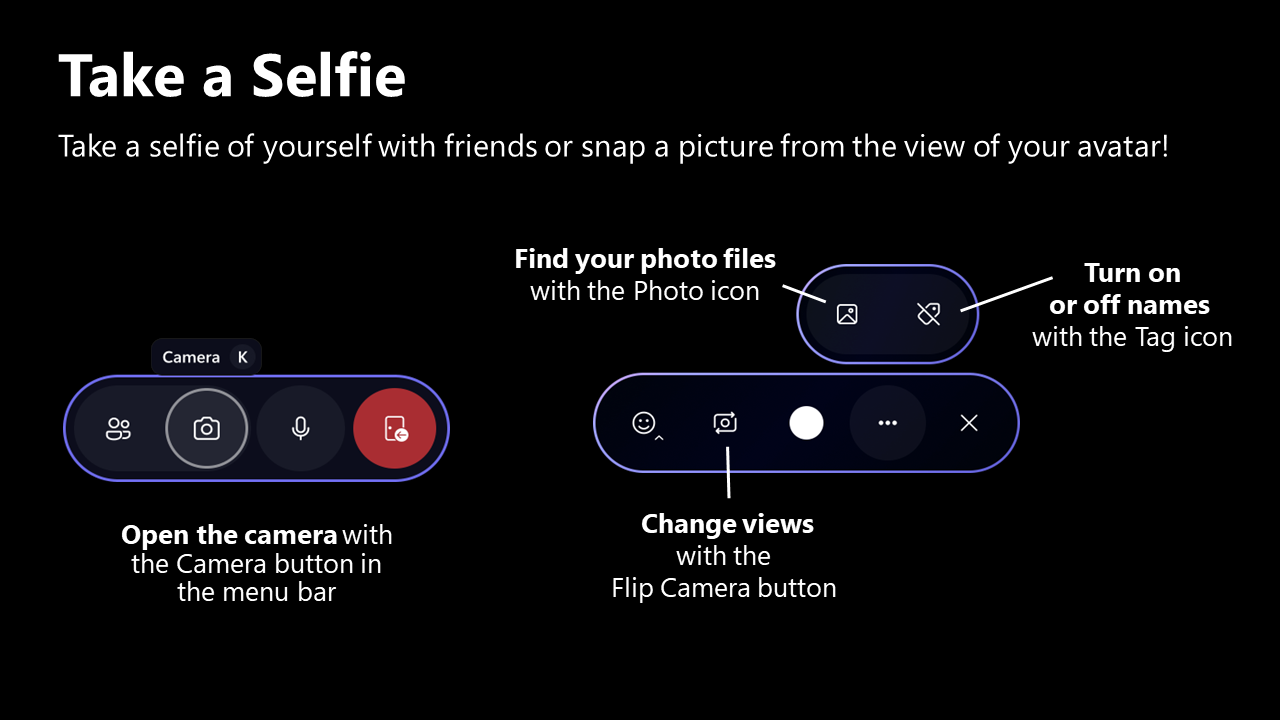 Take a Selfie
Take a selfie of yourself with friends or snap a picture from the view of your avatar!
Camera K
Open the camera with
the Camera button in
the menu bar
Find your photo files
with the Photo icon
Turn on
or off names
with the Tag icon
Change views
with the
Flip Camera button